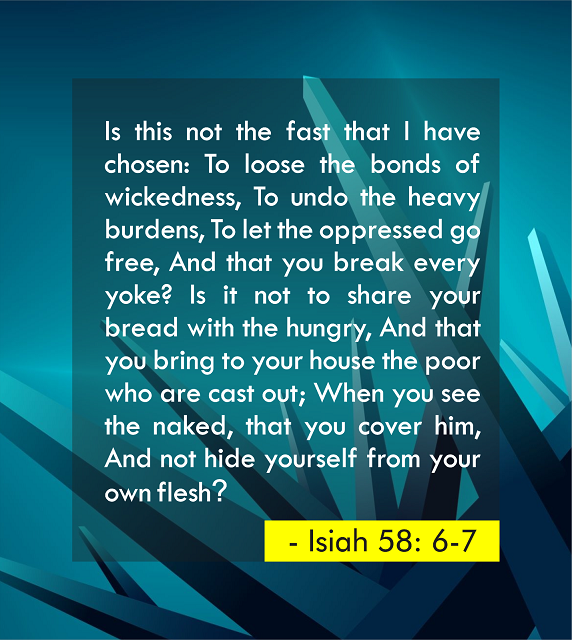 Is this not the fast that I have
chosen: To loose the bonds of
wickedness, To undo the heavy
burdens, To let the oppressed go
free, And that you break every
yoke? Is it not to share your
bread with the hungry, And that
you bring to your house the poor
who are cast out; When you see
the naked, that you cover him,
And not hide yourself from your
own flesh?
- Isiah 58: 6-7